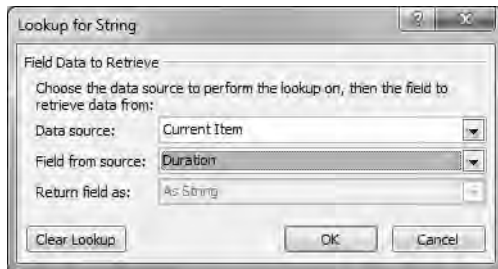 Lookup for String
Field Data to Retrieve
Choose the data source to perform the lookup on, then the field to
retrieve data from:
Data source: Current Item
Field from source: Duration
Return field as: As String
Clear Lookup OK Cancel